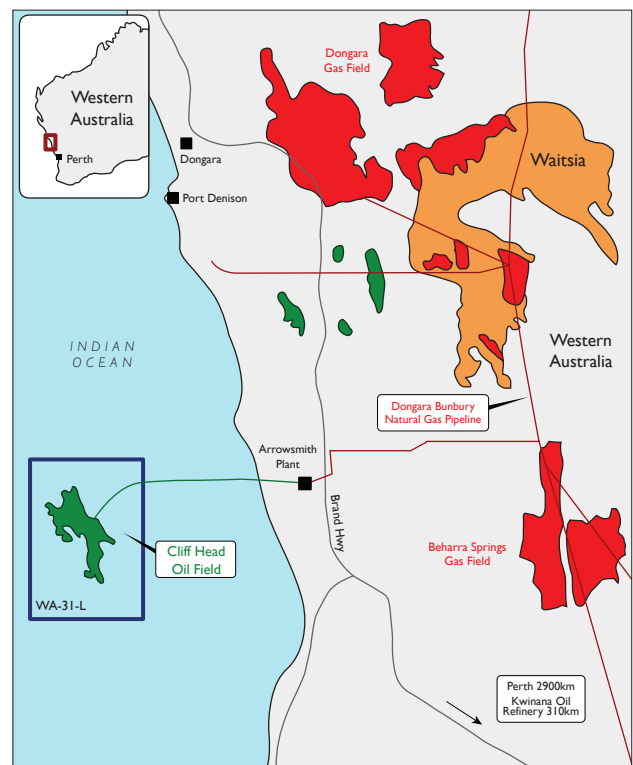 Western
Australia
Perth
Dongara
Gas Field
Dongara
Port Denison
Waitsia
INDIAN
OCEAN
Western
Australia
Dongara Bunbury
Natural Gas Pipeline
Arrowsmith
Plant
Brand Hwy
Cliff Head
Oil Field
Beharra Springs
Gas Field
WA-31-L
Perth 2900km
Kwinana Oil
Refinery 310km